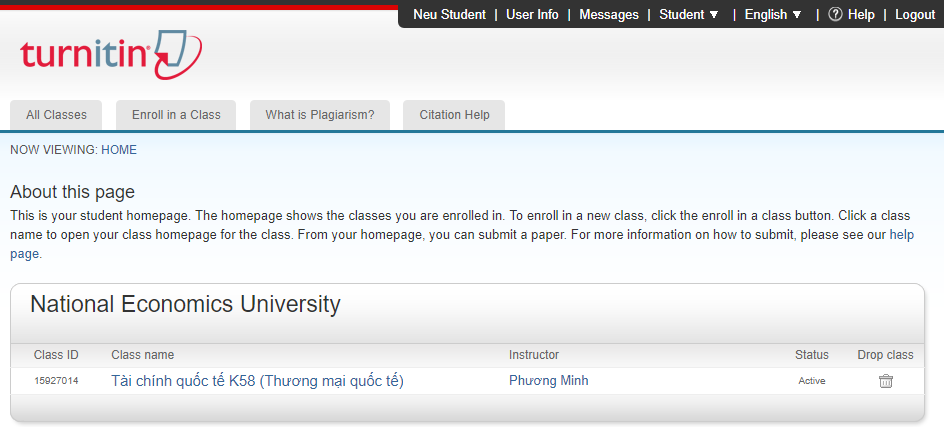 Neu Student | User Info | Messages | Student ▼ | English ▼ | ? Help | Logout
turnitin
All Classes Enroll in a Class What is Plagiarism? Citation Help
NOW VIEWING: HOME
About this page
This is your student homepage. The homepage shows the classes you are enrolled in. To enroll in a new class, click the enroll in a class button. Click a class
name to open your class homepage for the class. From your homepage, you can submit a paper. For more information on how to submit, please see our help
page.
National Economics University
Class ID Class name Instructor Status Drop class
15927014 Tài chính quốc tế K58 (Thương mại quốc tế) Phương Minh Active